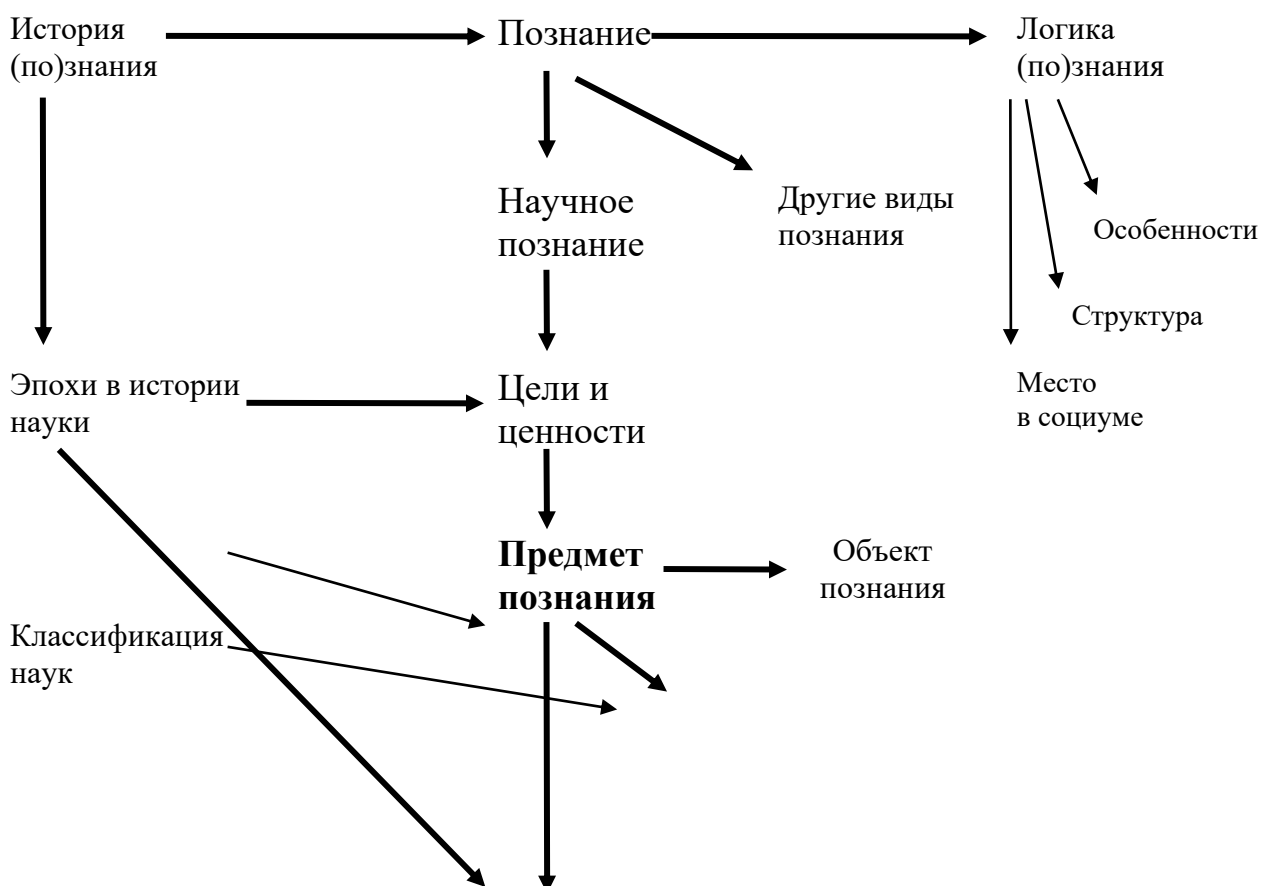 История
(по)знания
Познание
Логика
(по)знания
Научное
познание
Другие виды
познания
Особенности
Структура
Эпохи в истории
науки
Цели и
ценности
Место
в социуме
Предмет
познания
Объект
познания
Классификация
наук